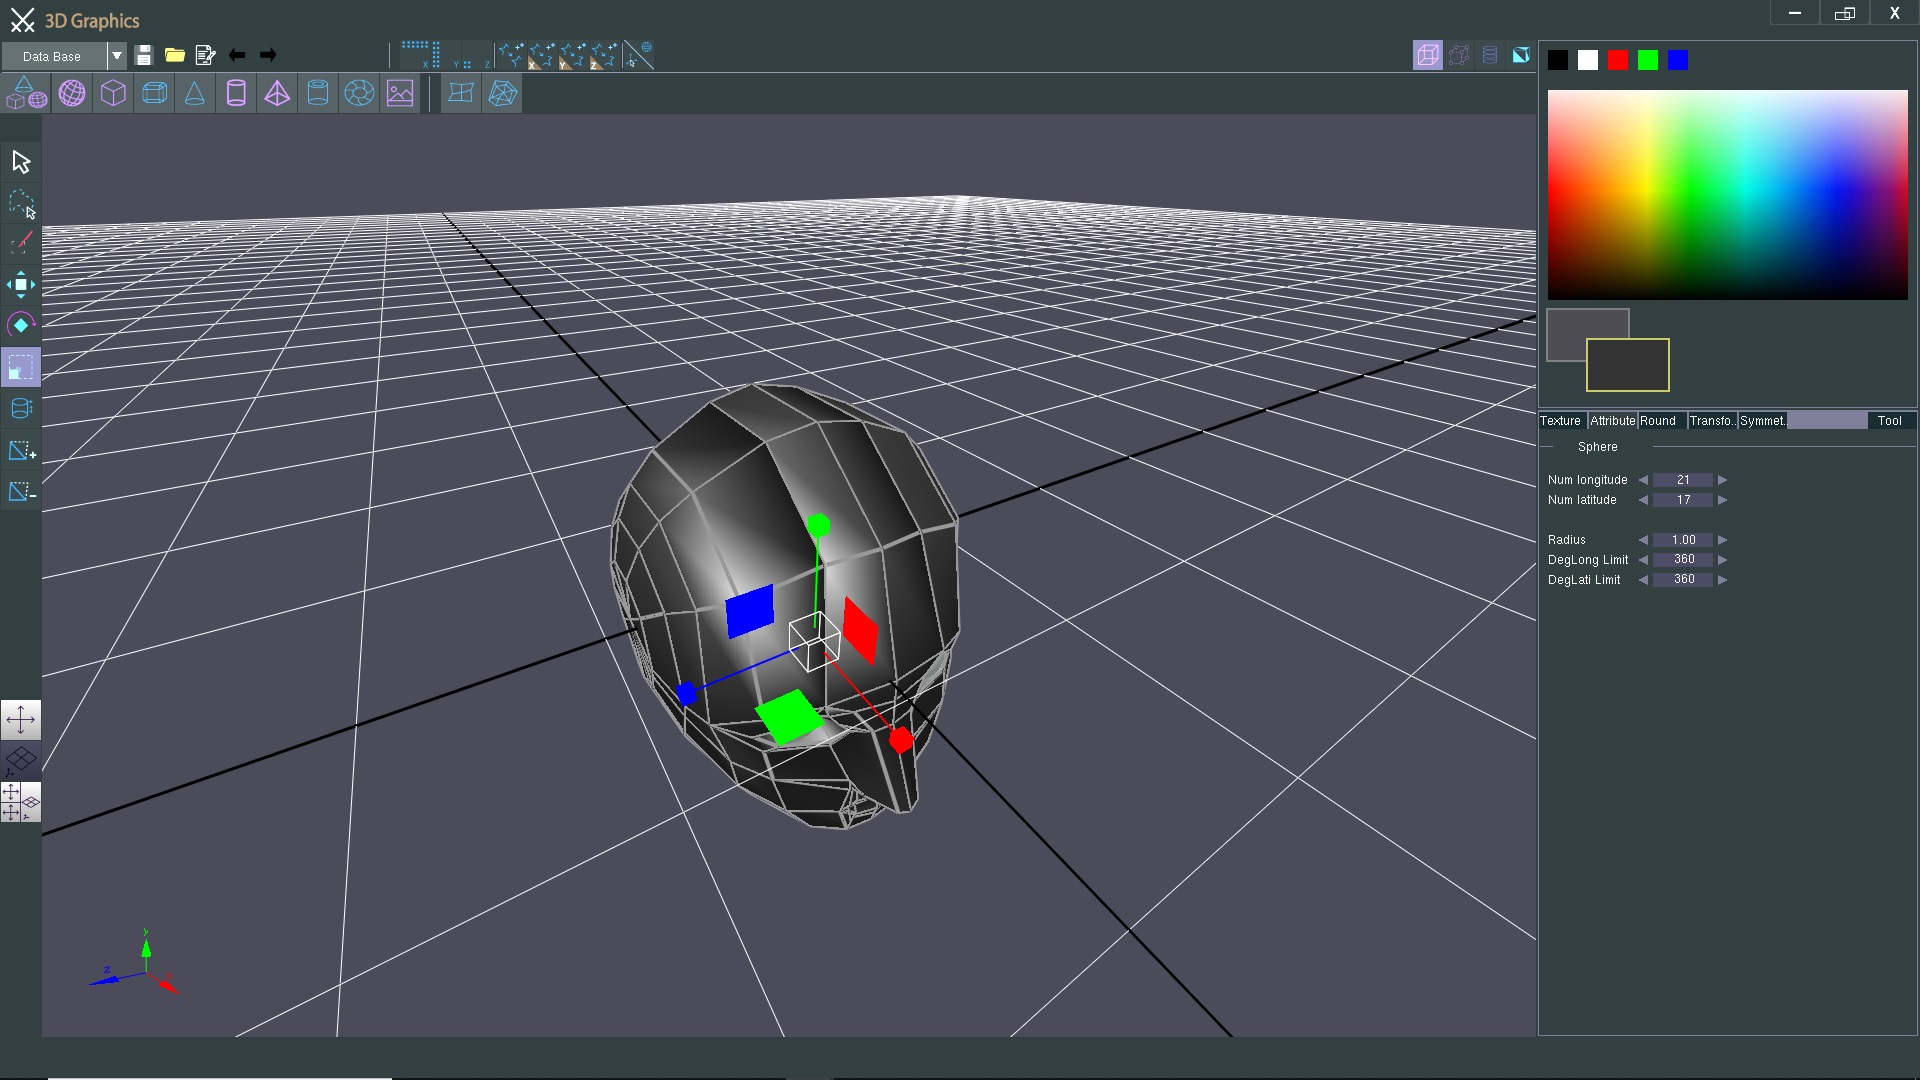 3D Graphics
X
Data Base
X
Y
Z
X
Y
Z
Texture
Attribute
Round
Transfo..
Symmet..
Tool
Sphere
Num longitude 21
Num latitude 17
Radius 1.00
DegLong Limit 360
DegLati Limit 360
y
z
x